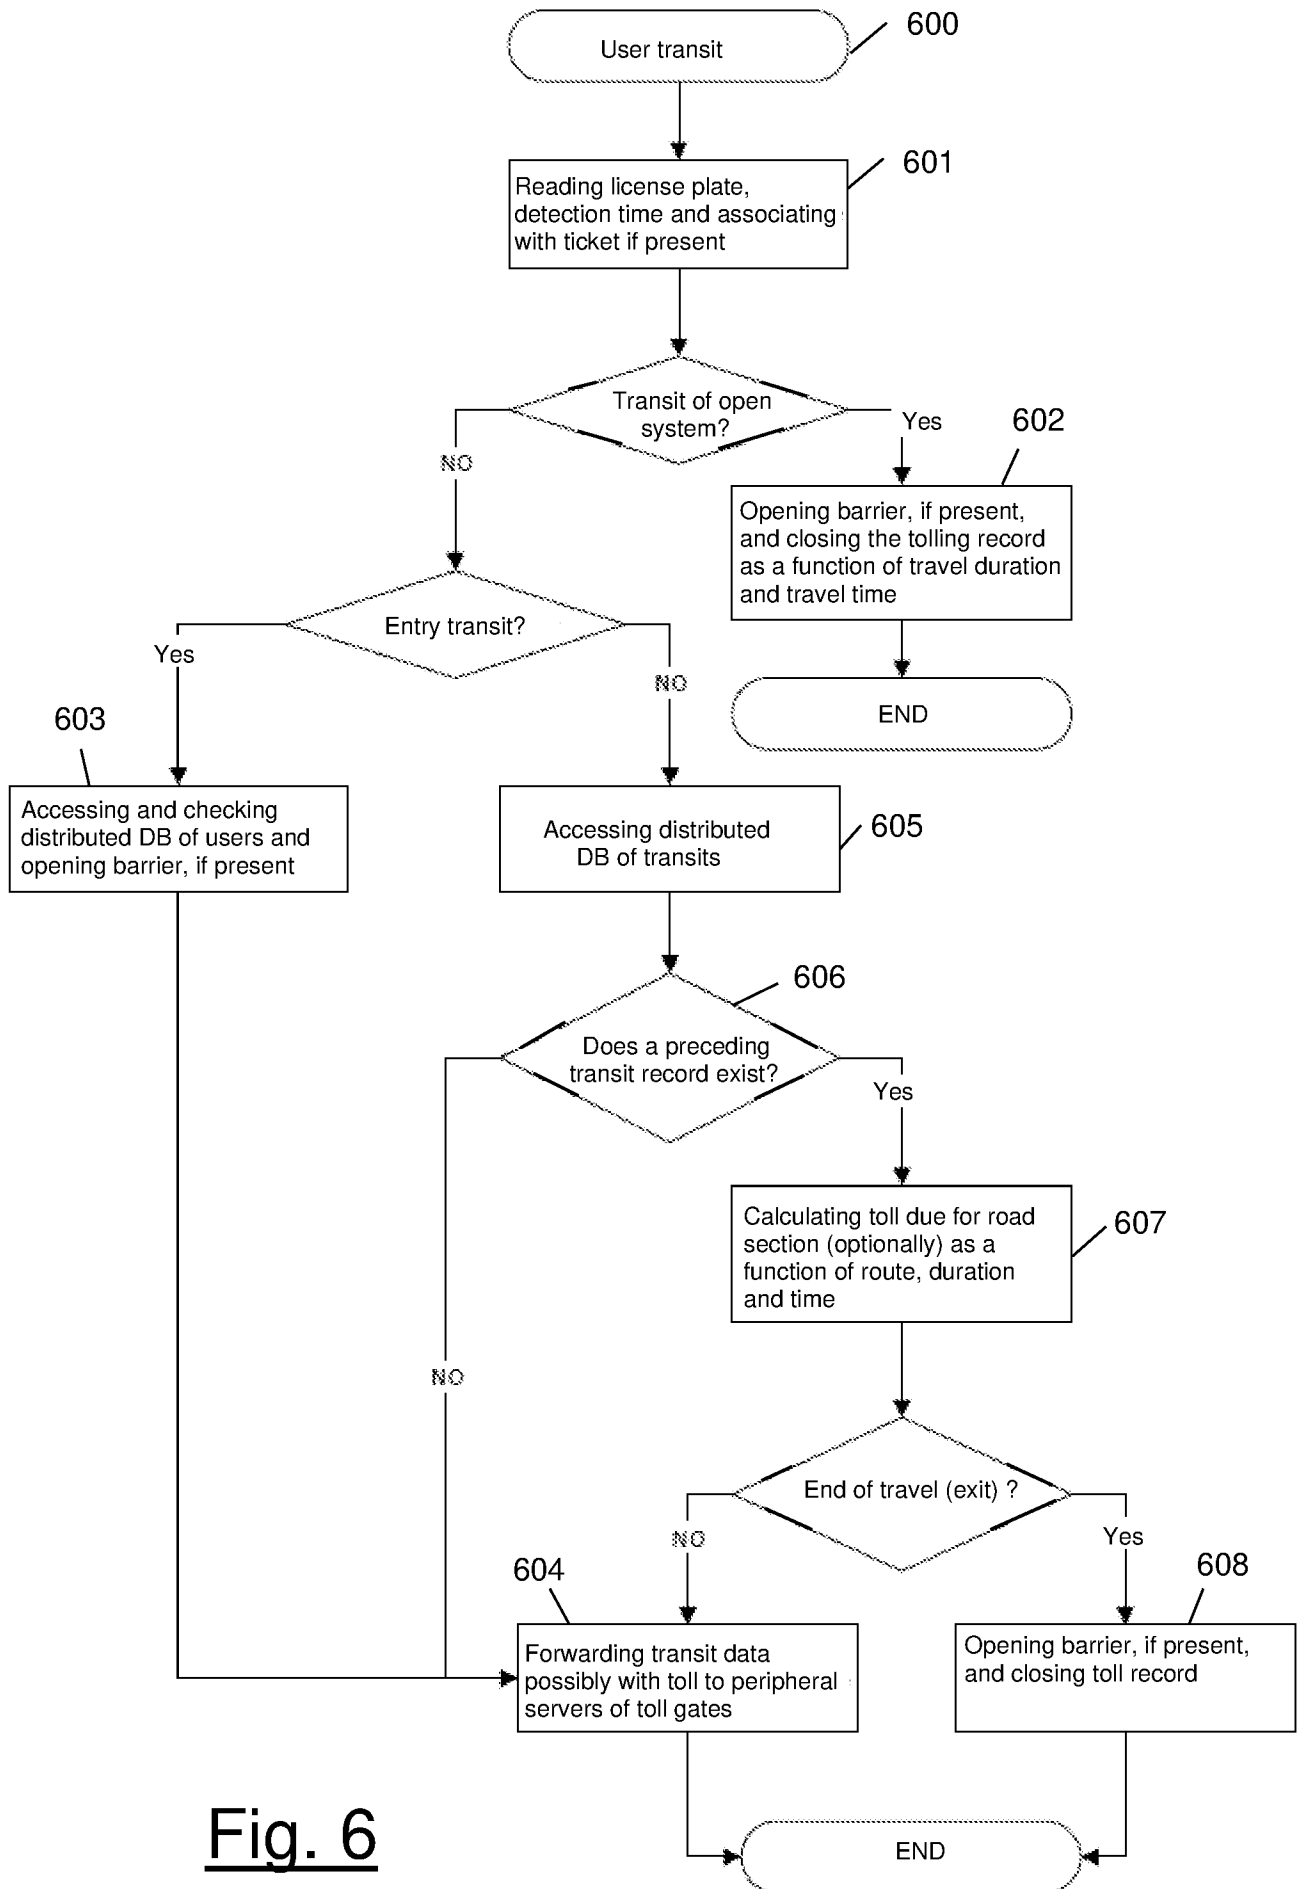 600
User transit
601
Reading license plate,
detection time and associating
with ticket if present
Transit of open
system?
Yes
602
NO
Opening barrier, if present,
and closing the tolling record
as a function of travel duration
and travel time
Entry transit?
Yes
NO
END
603
Accessing and checking
distributed DB of users and
opening barrier, if present
Accessing distributed
DB of transits
605
606
Does a preceding
transit record exist?
Yes
Calculating toll due for road
section (optionally) as a
function of route, duration
and time
607
NO
End of travel (exit) ?
NO
Yes
604
608
Forwarding transit data
possibly with toll to peripheral
servers of toll gates
Opening barrier, if present,
and closing toll record
Fig. 6
END